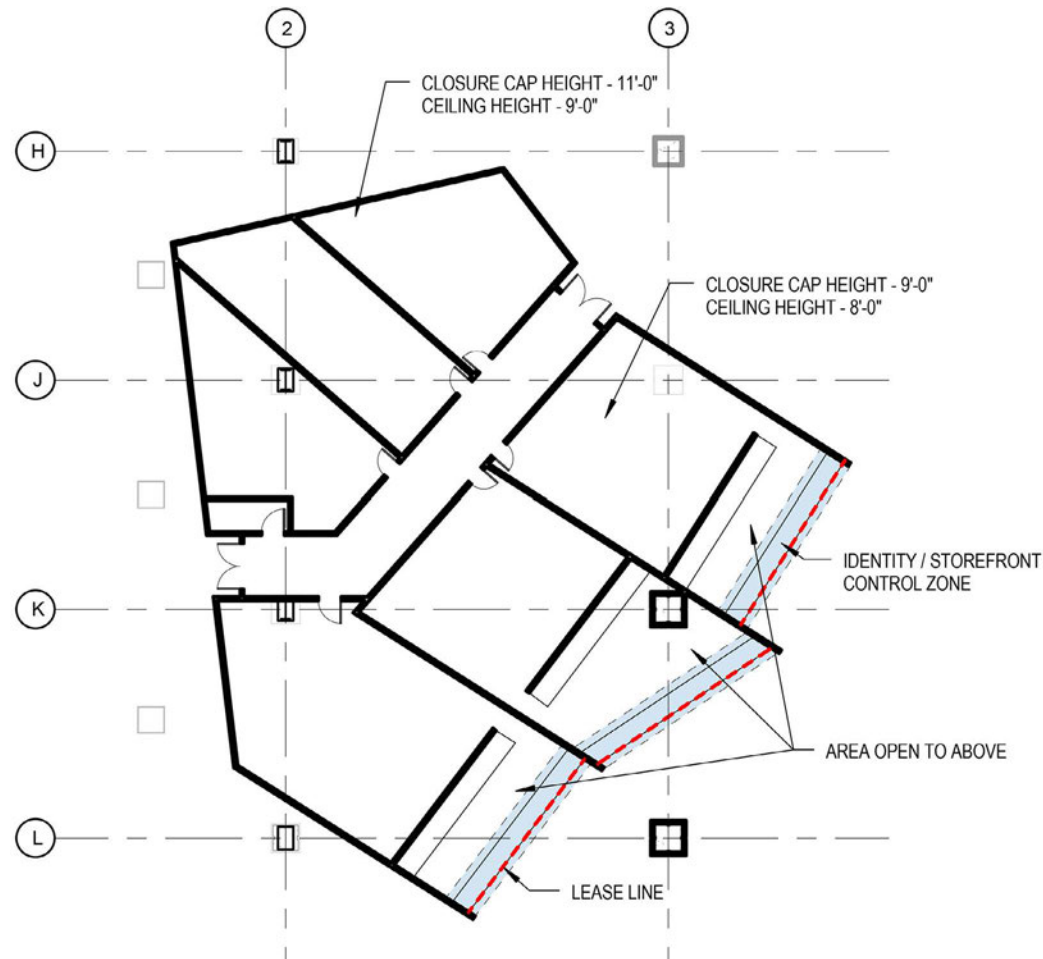 2
3
CLOSURE CAP HEIGHT - 11'-0"
CEILING HEIGHT - 9'-0"
H
CLOSURE CAP HEIGHT - 9'-0"
CEILING HEIGHT - 8'-0"
J
IDENTITY / STOREFRONT
CONTROL ZONE
K
AREA OPEN TO ABOVE
L
LEASE LINE